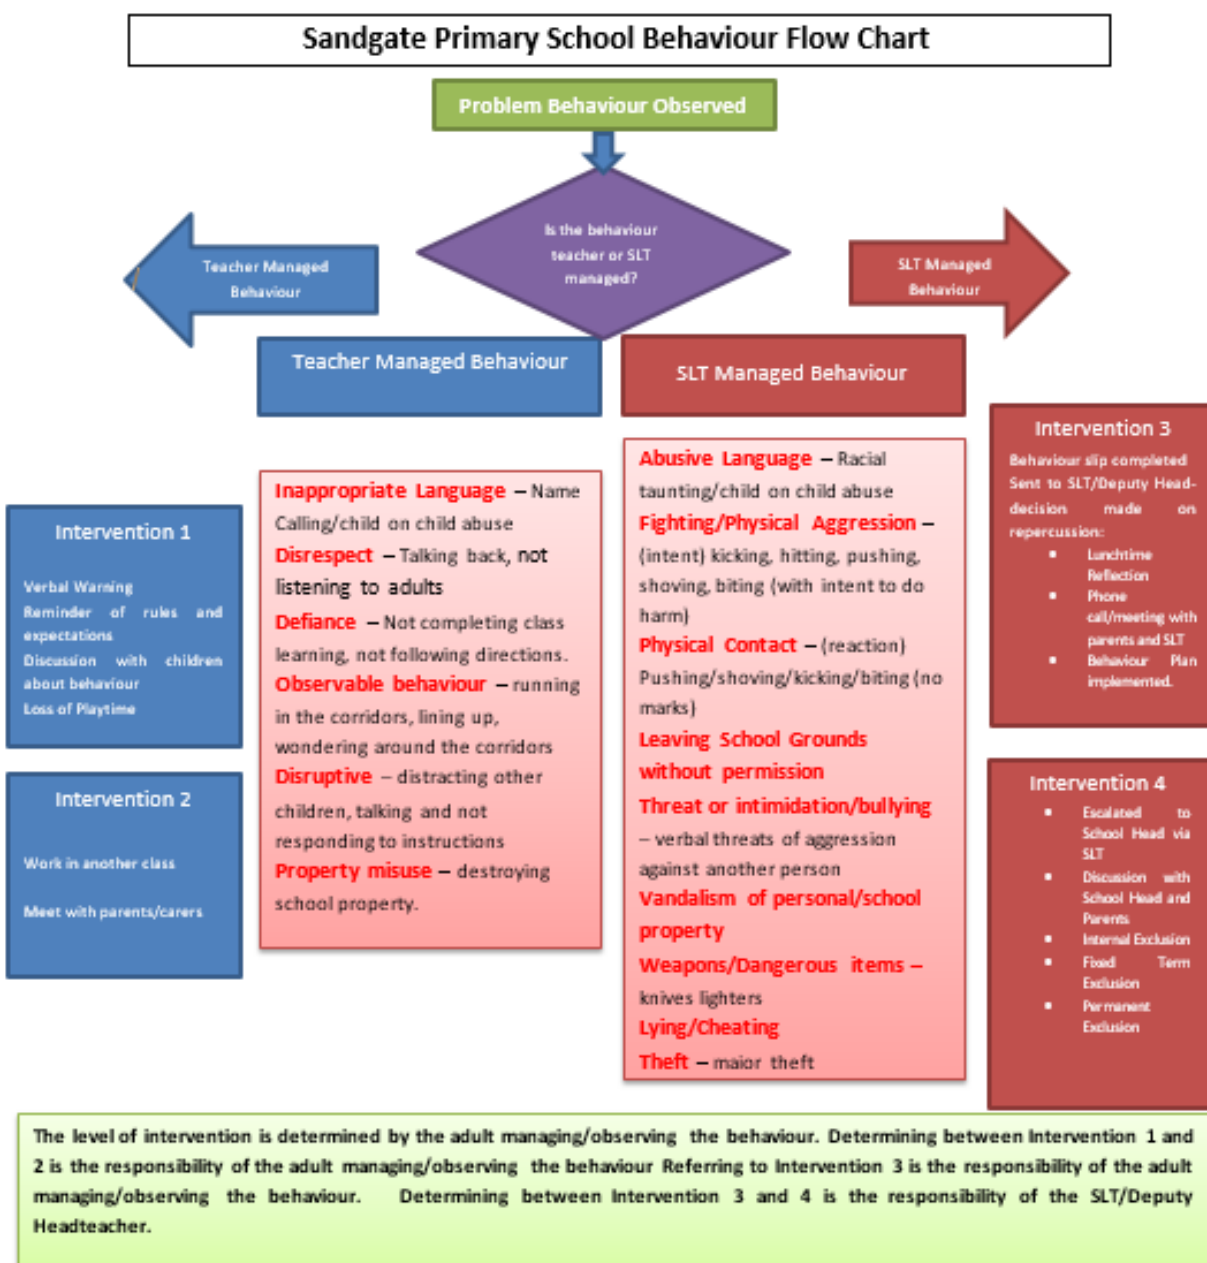 Sandgate Primary School Behaviour Flow Chart
Problem Behaviour Observed
Is the behaviour
teacher or SLT
managed?
Teacher Managed
Behaviour
SLT Managed
Behaviour
Teacher Managed Behaviour
SLT Managed Behaviour
Intervention 1
Verbal Warning
Reminder of rules and
expectations
Discussion with children
about behaviour
Loss of Playtime
Intervention 2
Work in another class
Meet with parents/carers
Inappropriate Language – Name
Calling/child on child abuse
Disrespect – Talking back, not
listening to adults
Defiance – Not completing class
learning, not following directions.
Observable behaviour – running
in the corridors, lining up,
wondering around the corridors
Disruptive – distracting other
children, talking and not
responding to instructions
Property misuse – destroying
school property.
Abusive Language – Racial
taunting/child on child abuse
Fighting/Physical Aggression –
(intent) kicking, hitting, pushing,
shoving, biting (with intent to do
harm)
Physical Contact – (reaction)
Pushing/shoving/kicking/biting (no
marks)
Leaving School Grounds
without permission
Threat or intimidation/bullying
– verbal threats of aggression
against another person
Vandalism of personal/school
property
Weapons/Dangerous items –
knives lighters
Lying/Cheating
Theft – major theft
Intervention 3
Behaviour slip completed
Sent to SLT/Deputy Head-
decision made on
repercussion:
▪ Lunchtime
Reflection
▪ Phone
call/meeting with
parents and SLT
▪ Behaviour Plan
implemented.
Intervention 4
▪ Escalated to
School Head via
SLT
▪ Discussion with
School Head and
Parents
▪ Internal Exclusion
▪ Fixed Term
Exclusion
▪ Permanent
Exclusion
The level of intervention is determined by the adult managing/observing the behaviour. Determining between Intervention 1 and
2 is the responsibility of the adult managing/observing the behaviour Referring to Intervention 3 is the responsibility of the adult
managing/observing the behaviour. Determining between Intervention 3 and 4 is the responsibility of the SLT/Deputy
Headteacher.